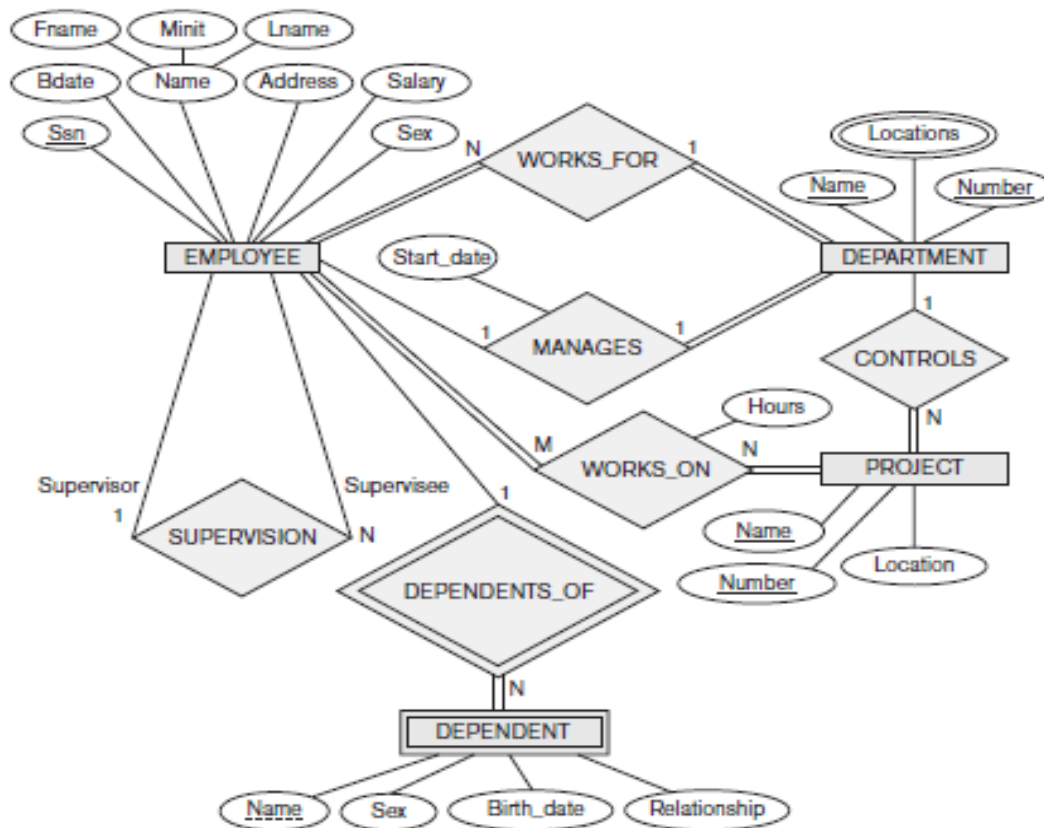 Fname Minit Lname
Bdate Name Address Salary
Ssn Sex
N WORKS_FOR 1
Locations
Name Number
EMPLOYEE
Start_date
DEPARTMENT
1 MANAGES 1
1
CONTROLS
N
Hours
M WORKS_ON N
PROJECT
Supervisor Supervisee
1 SUPERVISION N
1
Name
Number
Location
DEPENDENTS_OF
N
DEPENDENT
Name Sex Birth_date Relationship